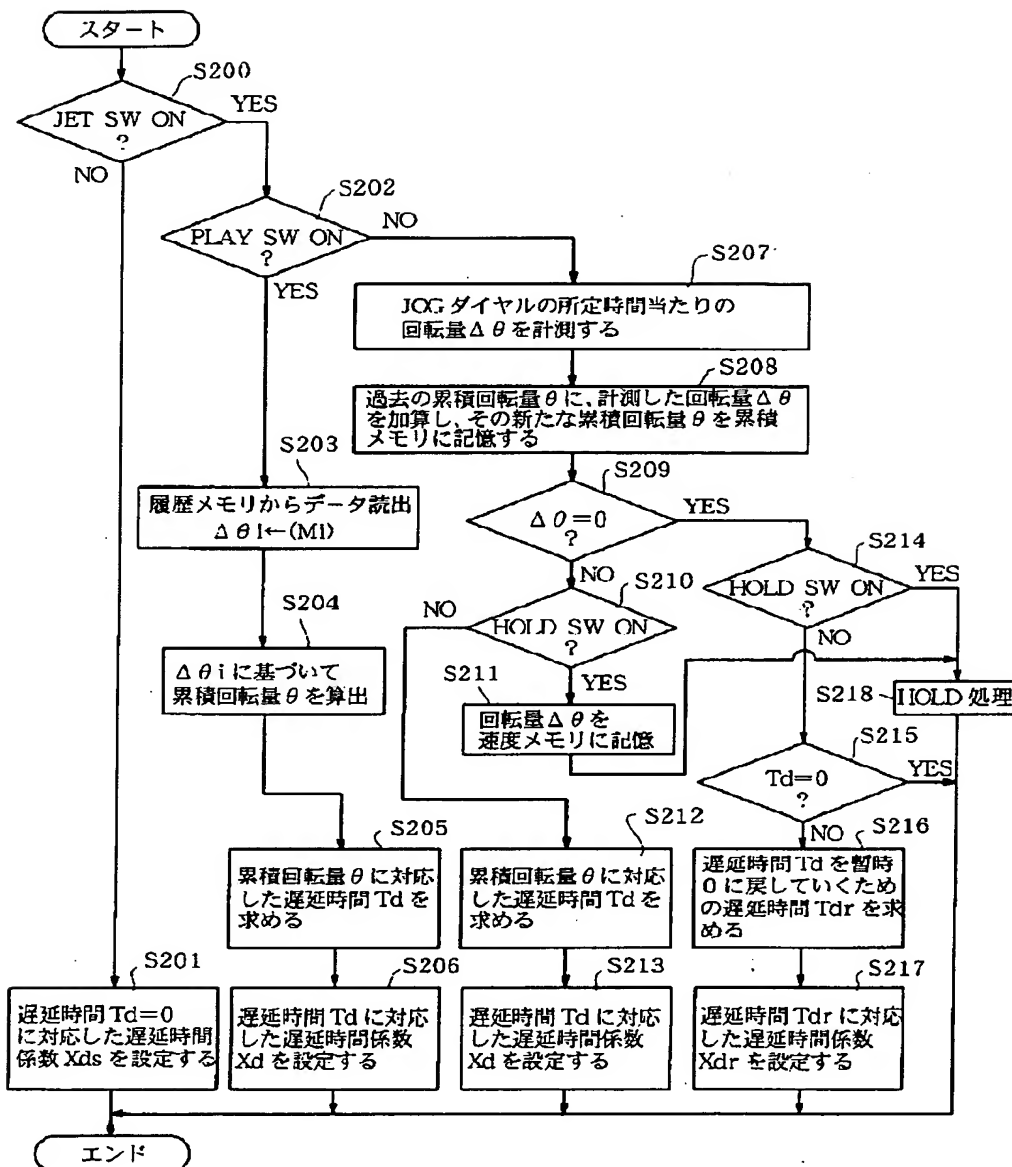 スタート
S200
JET SW ON
?
YES
NO
S202
PLAY SW ON
?
NO
YES
S207
JOG ダイヤルの所定時間当たりの
回転量Δθを計測する
S208
過去の累積回転量θに、計測した回転量Δθ
を加算し、その新たな累積回転量θを累積
メモリに記憶する
S203
履歴メモリからデータ読出
Δθi←(Mi)
S209
Δθ=0
?
YES
NO
S204
Δθiに基づいて
累積回転量θを算出
S210
HOLD SW ON
?
NO
YES
S214
HOLD SW ON
?
YES
NO
S211
回転量Δθを
速度メモリに記憶
S218
HOLD 処理
S215
Td=0
?
YES
NO
S205
累積回転量θに対応
した遅延時間Tdを
求める
S212
累積回転量θに対応
した遅延時間Tdを
求める
S216
遅延時間Tdを暫時
0に戻していくため
の遅延時間Tdrを求
める
S201
遅延時間Td=0
に対応した遅延時間
係数Xdsを設定する
S206
遅延時間Tdに対応
した遅延時間係数
Xdを設定する
S213
遅延時間Tdに対応
した遅延時間係数
Xdを設定する
S217
遅延時間Tdrに対応
した遅延時間係数
Xdrを設定する
エンド